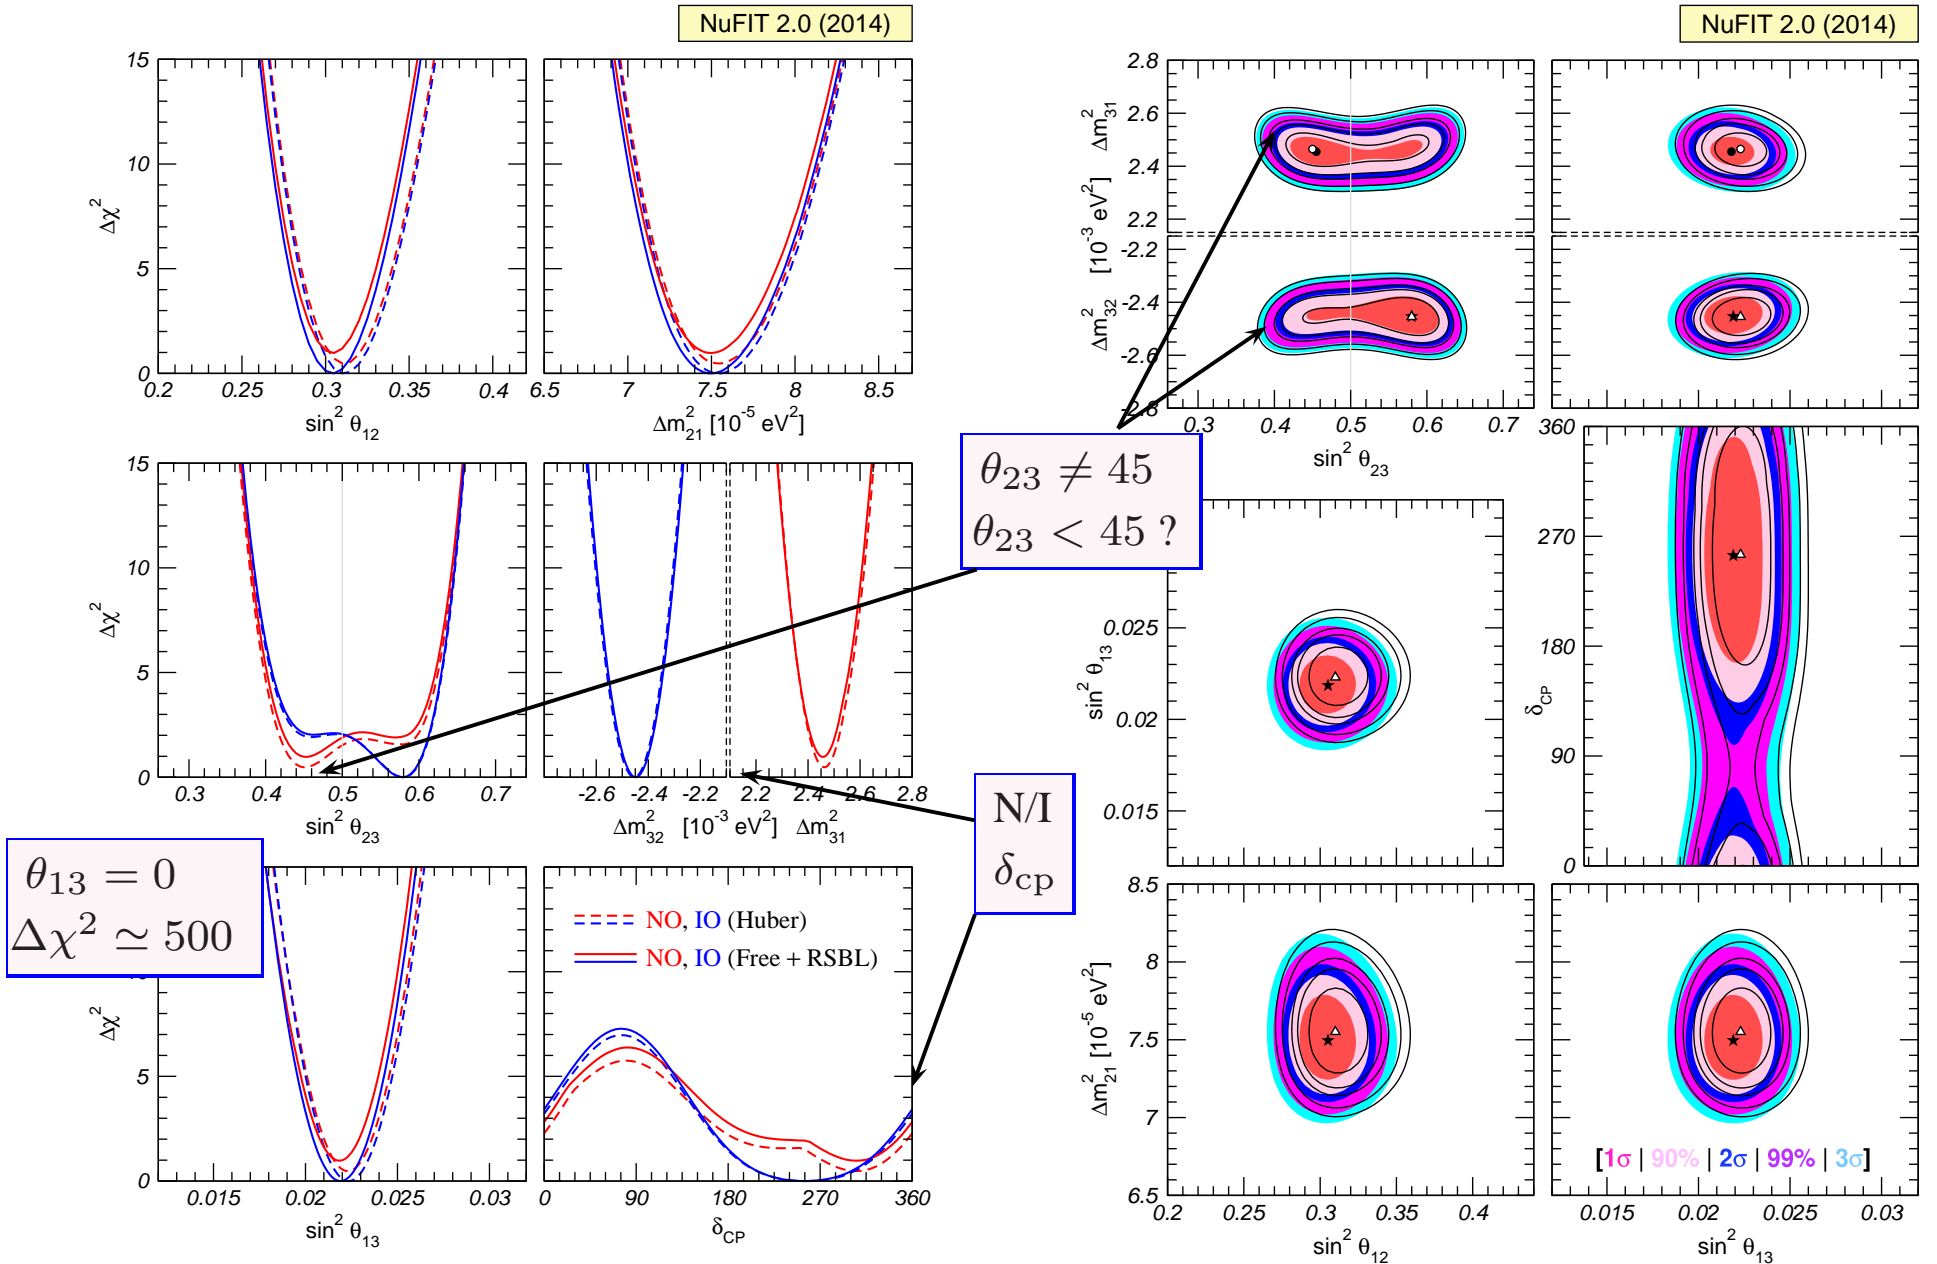 NuFIT 2.0 (2014)
15
10
5
0
Δχ²
0.2 0.25 0.3 0.35 0.4
sin² θ₁₂
6.5 7 7.5 8 8.5
Δm²₂₁ [10⁻⁵ eV²]
15
10
5
0
Δχ²
0.3 0.4 0.5 0.6 0.7
sin² θ₂₃
-2.6 -2.4 -2.2 2.2 2.4 2.6 2.8
Δm²₃₂ [10⁻³ eV²] Δm²₃₁
θ₁₃ = 0
Δχ² ≃ 500
5
0
Δχ²
0.015 0.02 0.025 0.03
sin² θ₁₃
NO, IO (Huber)
NO, IO (Free + RSBL)
0 90 180 270 360
δCP
θ₂₃ ≠ 45
θ₂₃ < 45 ?
N/I
δcp
NuFIT 2.0 (2014)
2.8
2.6
2.4
2.2
-2.2
-2.4
-2.6
-2.8
Δm²₃₂ [10⁻³ eV²] Δm²₃₁
0.3 0.4 0.5 0.6 0.7
sin² θ₂₃
0.025
0.02
0.015
sin² θ₁₃
360
270
180
90
0
δCP
8.5
8
7.5
7
6.5
Δm²₂₁ [10⁻⁵ eV²]
0.2 0.25 0.3 0.35 0.4
sin² θ₁₂
[1σ | 90% | 2σ | 99% | 3σ]
0.015 0.02 0.025 0.03
sin² θ₁₃